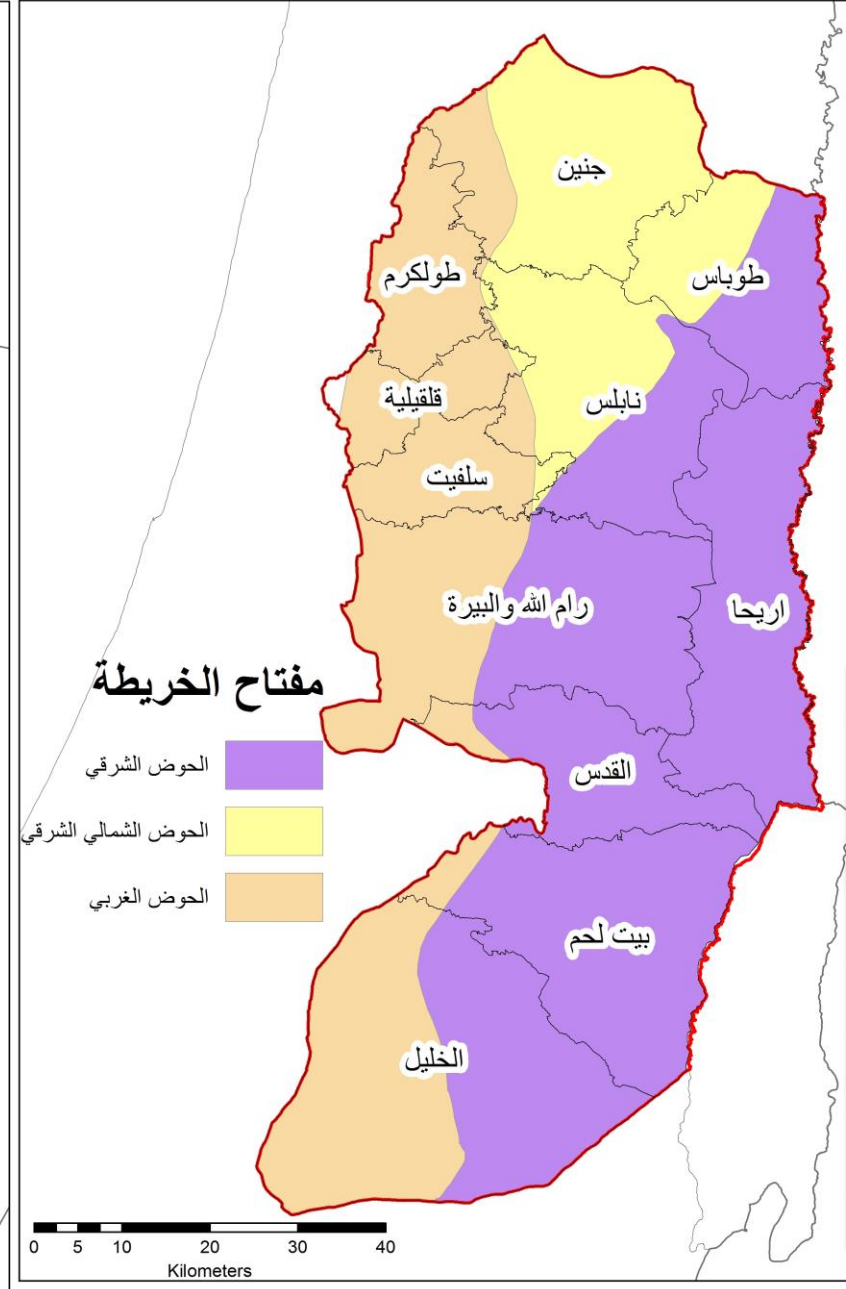 جنين
طوباس
طولكرم
نابلس
قلقيلية
سلفيت
رام الله والبيرة
اريحا
القدس
بيت لحم
الخليل
مفتاح الخريطة
الحوض الشرقي
الحوض الشمالي الشرقي
الحوض الغربي
0 5 10 20 30 40
Kilometers